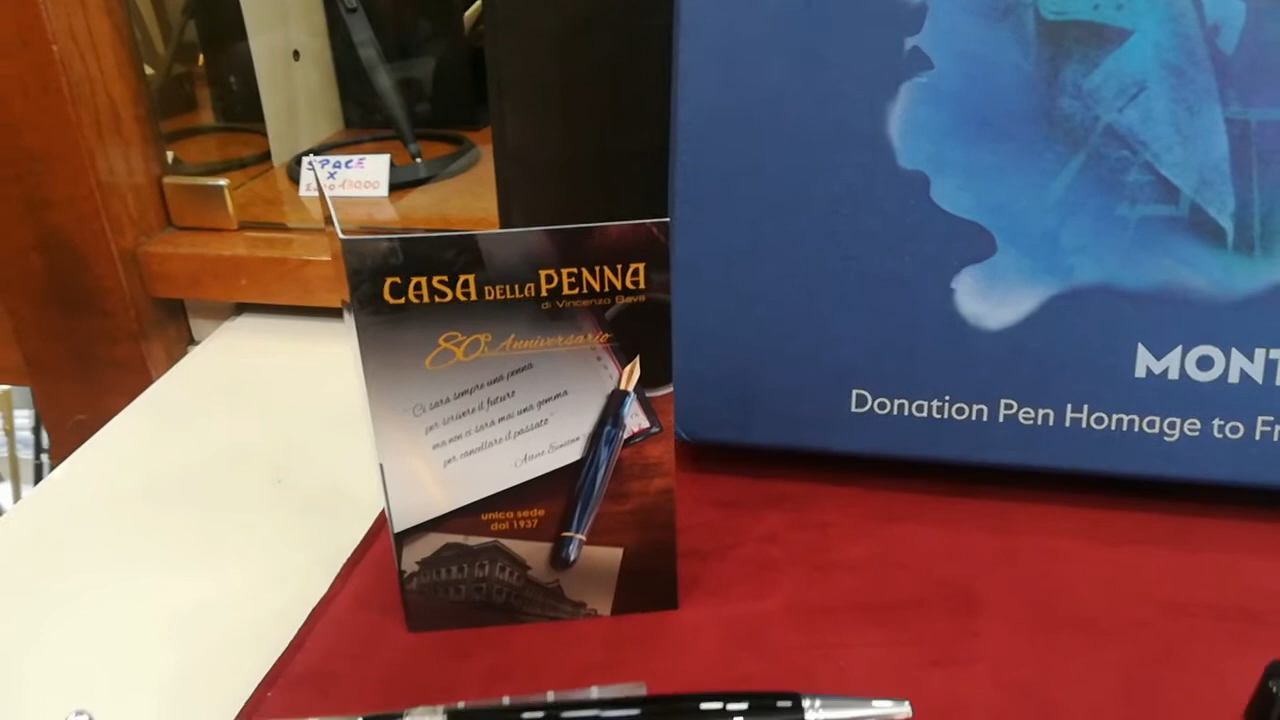 SPACE
X
130,00
CASA DELLA PENNA
di Vincenzo
80° Anniversario
"Ci sarà sempre una penna
per scrivere il futuro
ma non ci sarà mai una gomma
per cancellare il passato"
unica sede
dal 1937
MONT
Donation Pen Homage to Fr